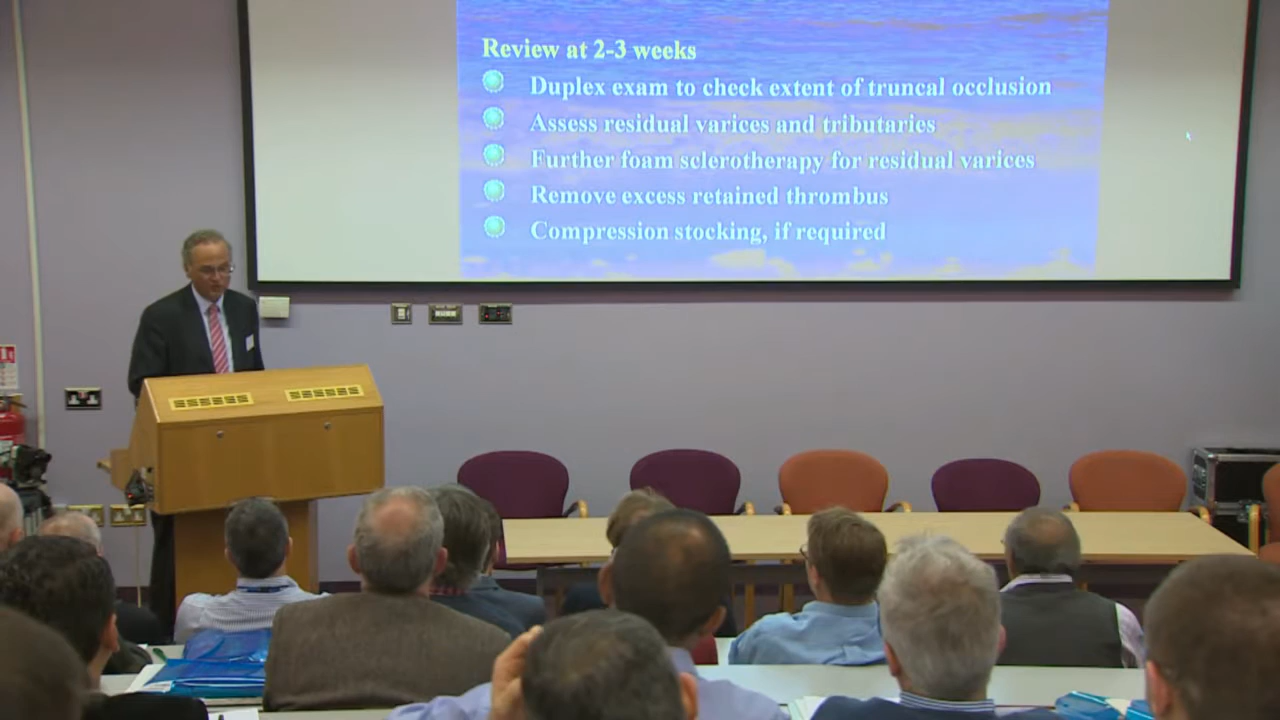 Review at 2-3 weeks
Duplex exam to check extent of truncal occlusion
Assess residual varices and tributaries
Further foam sclerotherapy for residual varices
Remove excess retained thrombus
Compression stocking, if required